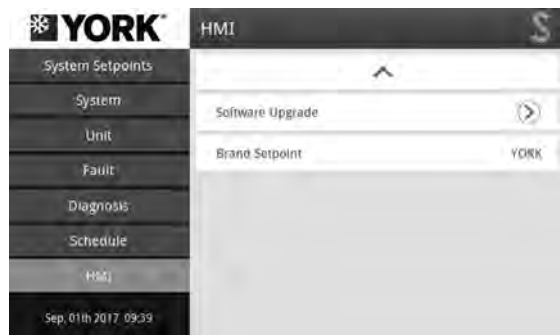 YORK
HMI
S
System Setpoints
System
Software Upgrade
Unit
Brand Setpoint YORK
Fault
Diagnosis
Schedule
HMI
Sep, 01th 2017 09:39